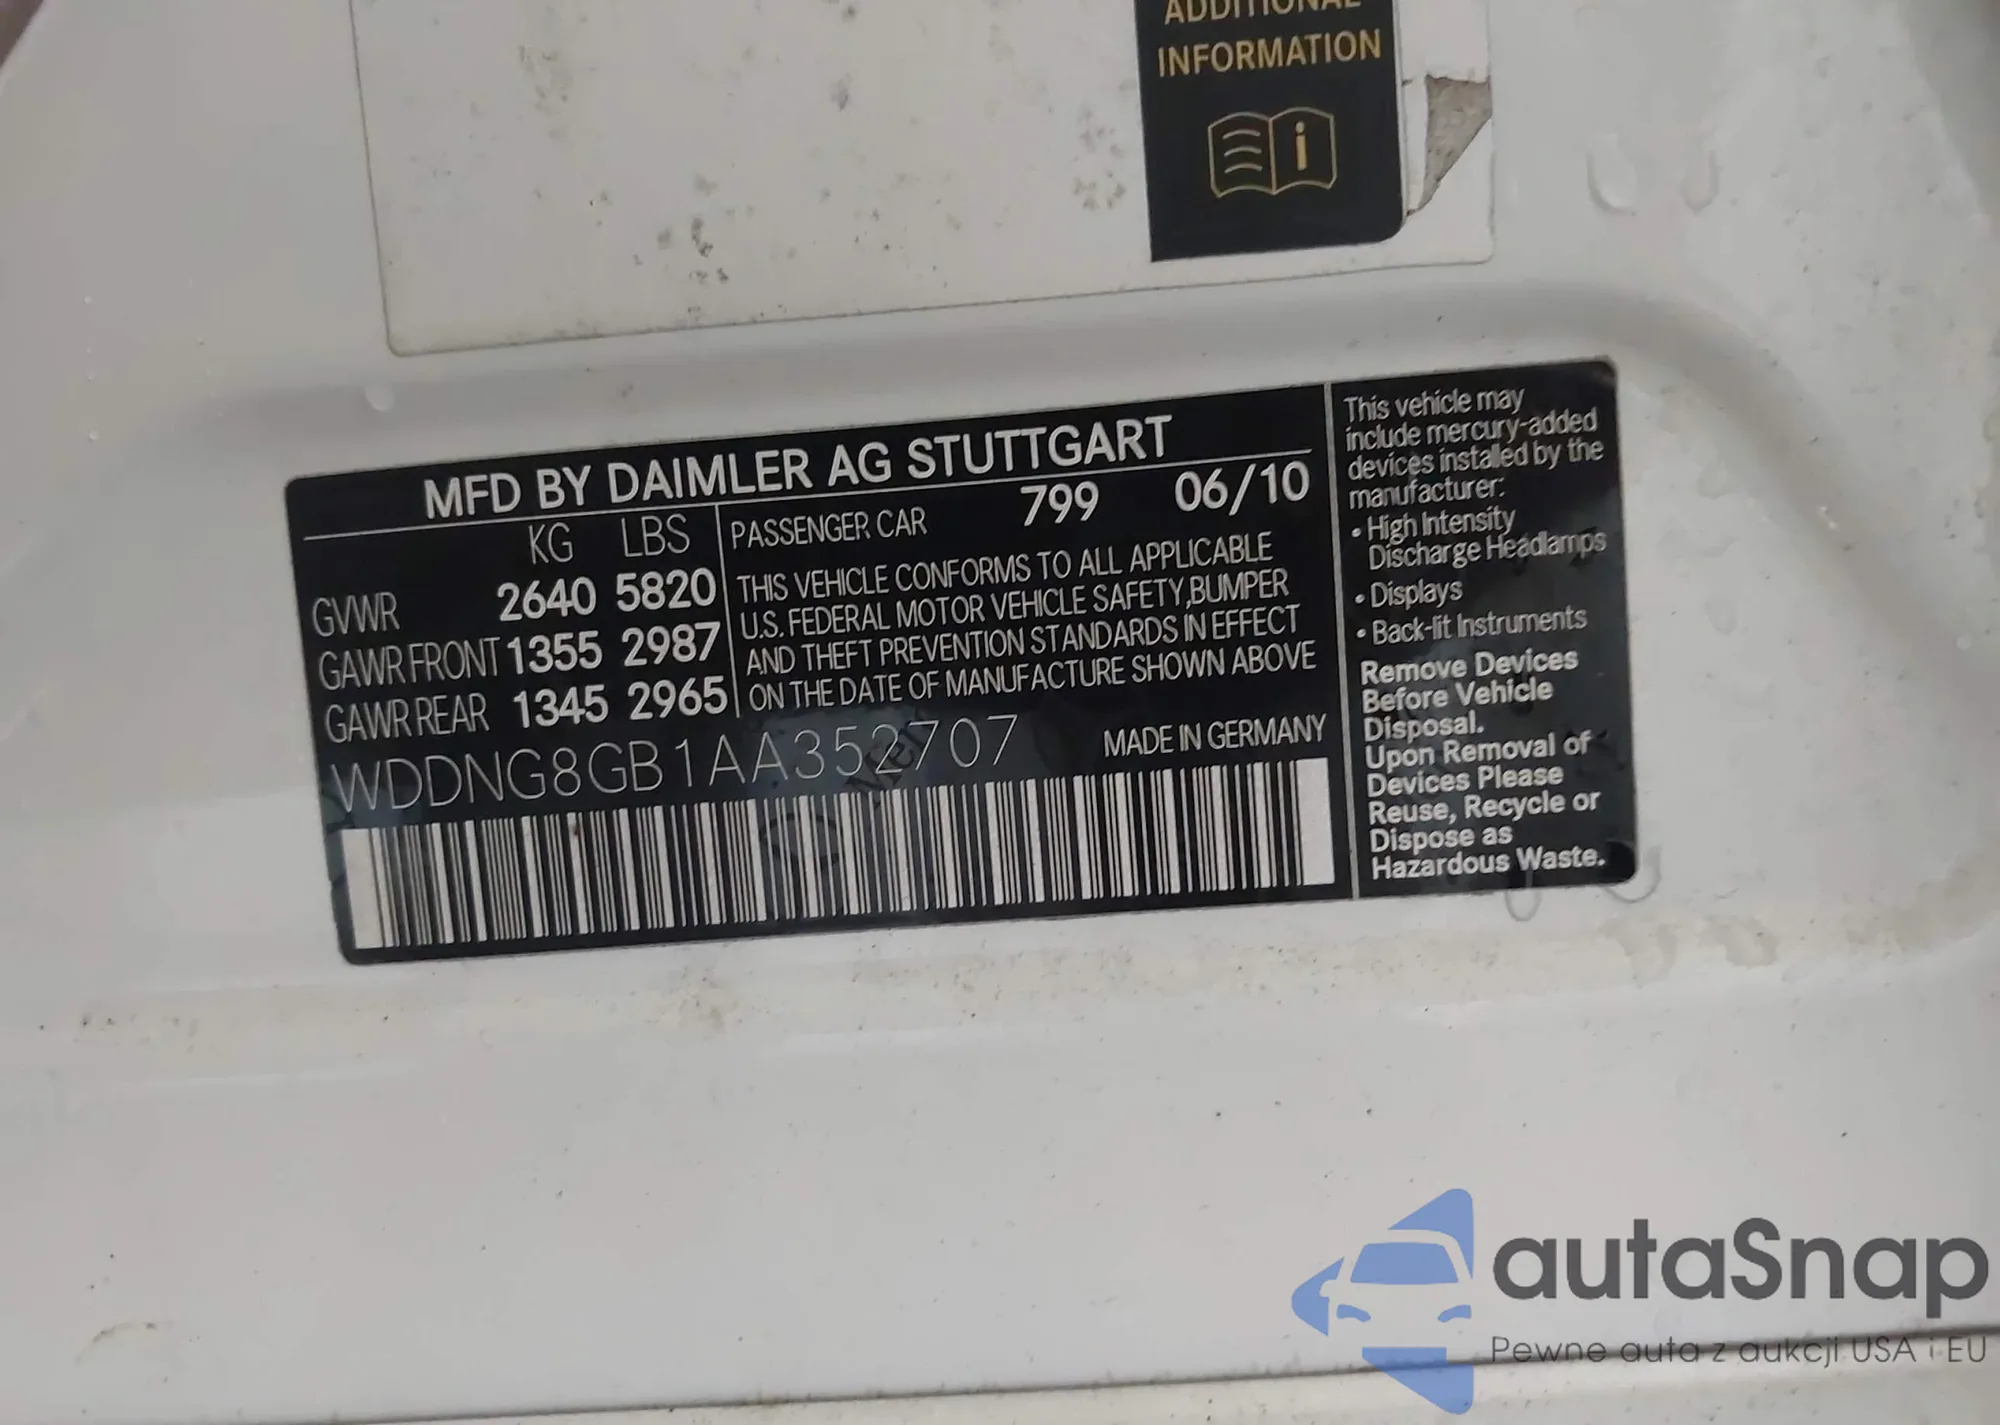 ADDITIONAL
INFORMATION
MFD BY DAIMLER AG STUTTGART
KG LBS
GVWR 2640 5820
GAWR FRONT 1355 2987
GAWR REAR 1345 2965
PASSENGER CAR 799 06/10
THIS VEHICLE CONFORMS TO ALL APPLICABLE
U.S. FEDERAL MOTOR VEHICLE SAFETY,BUMPER
AND THEFT PREVENTION STANDARDS IN EFFECT
ON THE DATE OF MANUFACTURE SHOWN ABOVE
WDDNG8GB1AA352707
MADE IN GERMANY
This vehicle may
include mercury-added
devices installed by the
manufacturer:
• High Intensity
Discharge Headlamps
• Displays
• Back-lit Instruments
Remove Devices
Before Vehicle
Disposal.
Upon Removal of
Devices Please
Reuse, Recycle or
Dispose as
Hazardous Waste.
autaSnap
Pewne auta z aukcji USA i EU